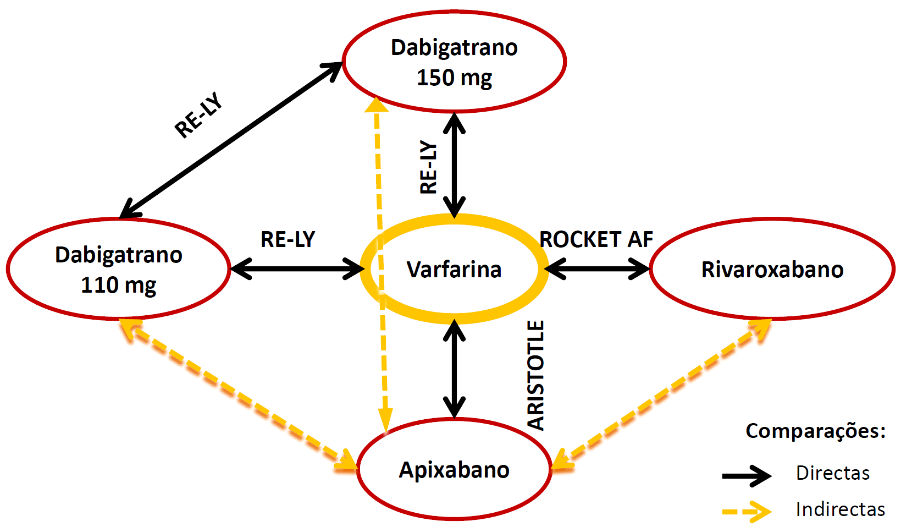 Dabigatrano
150 mg
RE-LY
RE-LY
Dabigatrano
110 mg
RE-LY
Varfarina
ROCKET AF
Rivaroxabano
ARISTOTLE
Apixabano
Comparações:
Directas
Indirectas